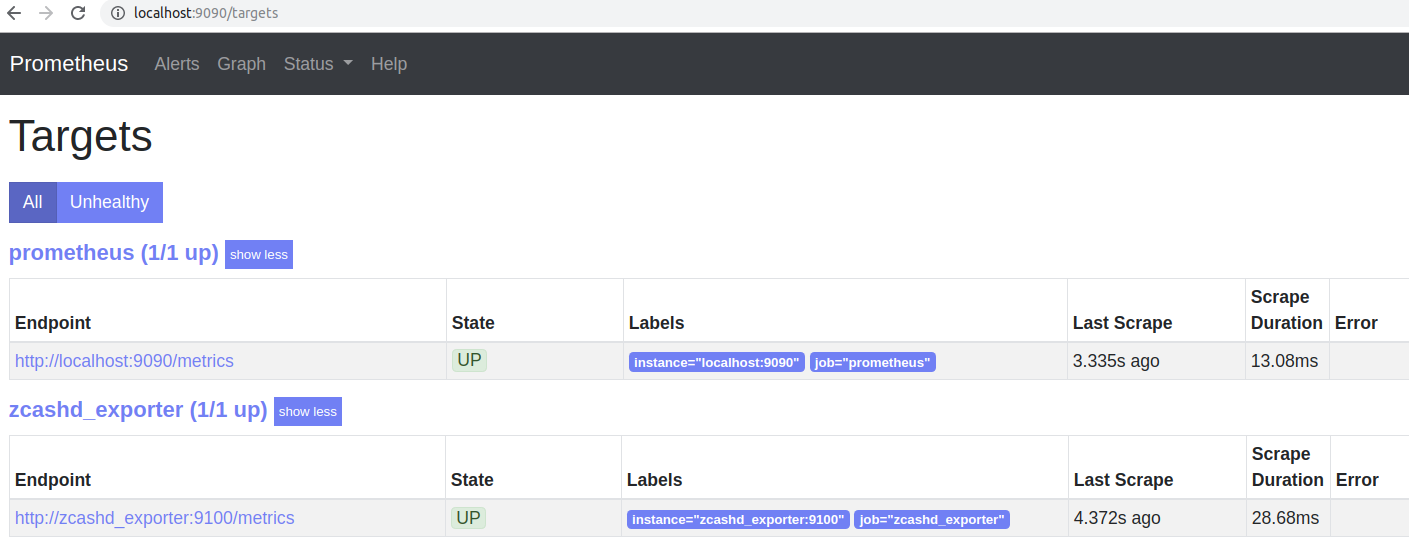 localhost:9090/targets
Prometheus Alerts Graph Status Help
Targets
All Unhealthy
prometheus (1/1 up) show less
Endpoint State Labels Last Scrape Scrape Duration Error
http://localhost:9090/metrics UP instance="localhost:9090" job="prometheus" 3.335s ago 13.08ms
zcashd_exporter (1/1 up) show less
Endpoint State Labels Last Scrape Scrape Duration Error
http://zcashd_exporter:9100/metrics UP instance="zcashd_exporter:9100" job="zcashd_exporter" 4.372s ago 28.68ms